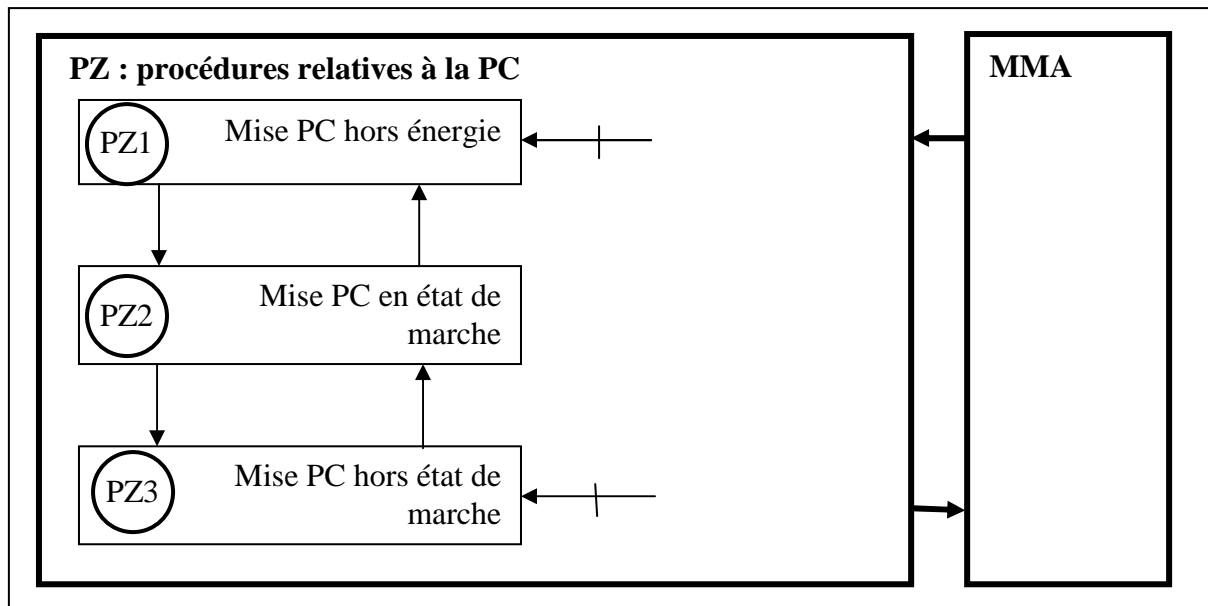 PZ : procédures relatives à la PC
MMA
PZ1
Mise PC hors énergie
PZ2
Mise PC en état de
marche
PZ3
Mise PC hors état de
marche